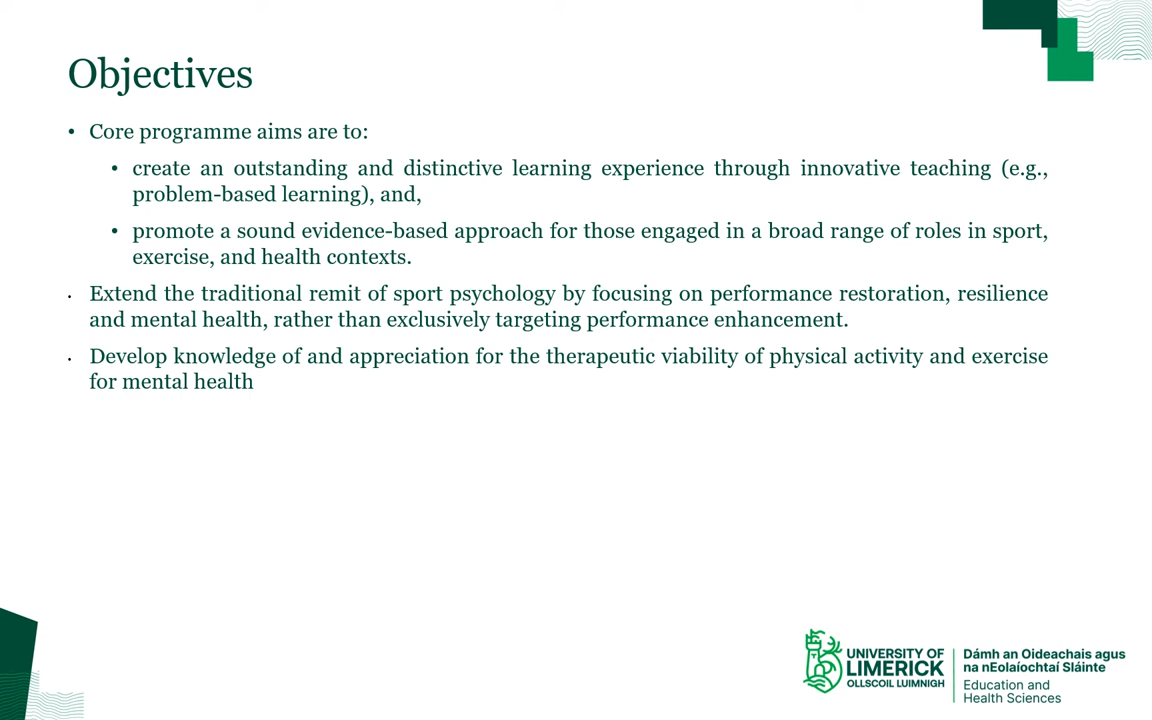 Objectives
• Core programme aims are to:
• create an outstanding and distinctive learning experience through innovative teaching (e.g.,
problem-based learning), and,
• promote a sound evidence-based approach for those engaged in a broad range of roles in sport,
exercise, and health contexts.
• Extend the traditional remit of sport psychology by focusing on performance restoration, resilience
and mental health, rather than exclusively targeting performance enhancement.
• Develop knowledge of and appreciation for the therapeutic viability of physical activity and exercise
for mental health
UNIVERSITY OF
LIMERICK
OLLSCOIL LUIMNIGH
Dámh an Oideachais agus
na nEolaíochtaí Sláinte
Education and
Health Sciences